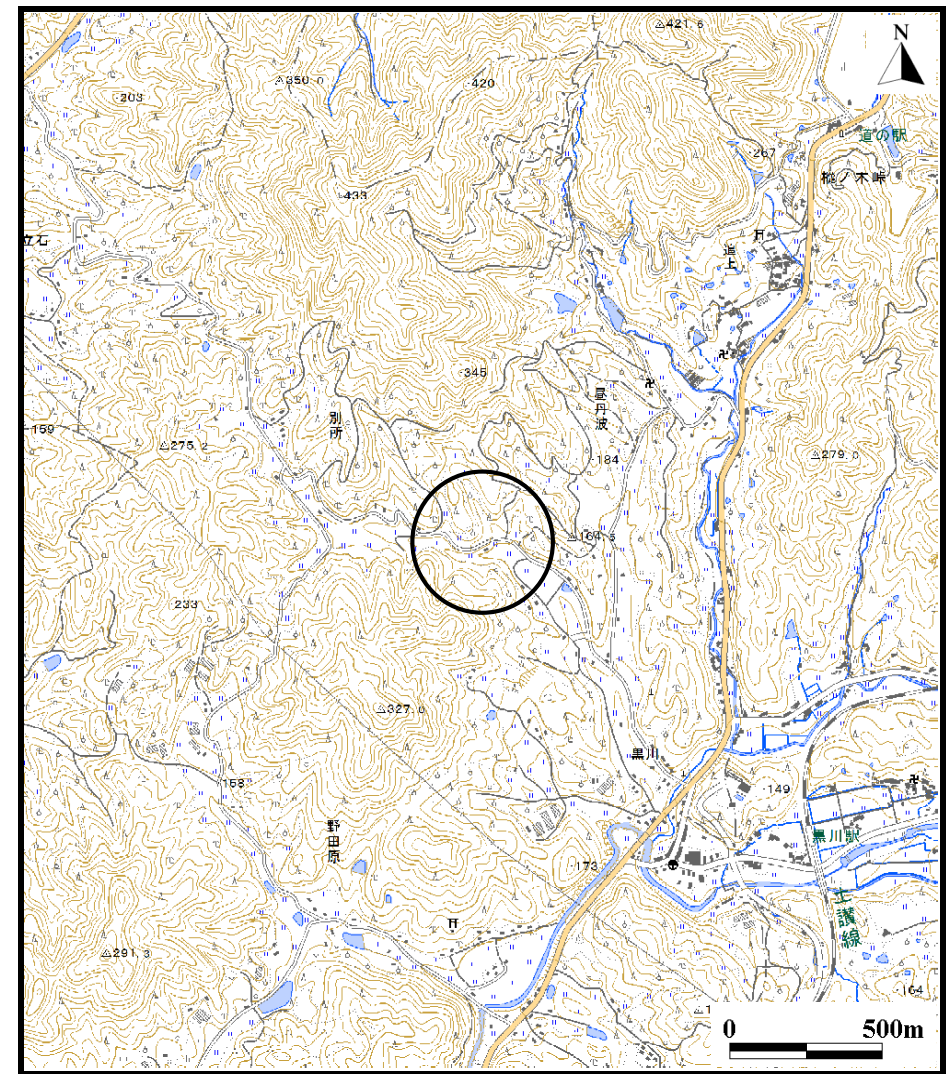 △421.6
N
△350.0
・420
・203
道の駅
・267
樅ノ木峠
・433
立石
追上
・345
昼丹波
別所
159
△275.2
・184
△279.0
△164.5
233
△327.0
黒川
158
・149
野田原
黒川駅
173
土讃線
△291.3
・164
0 500m